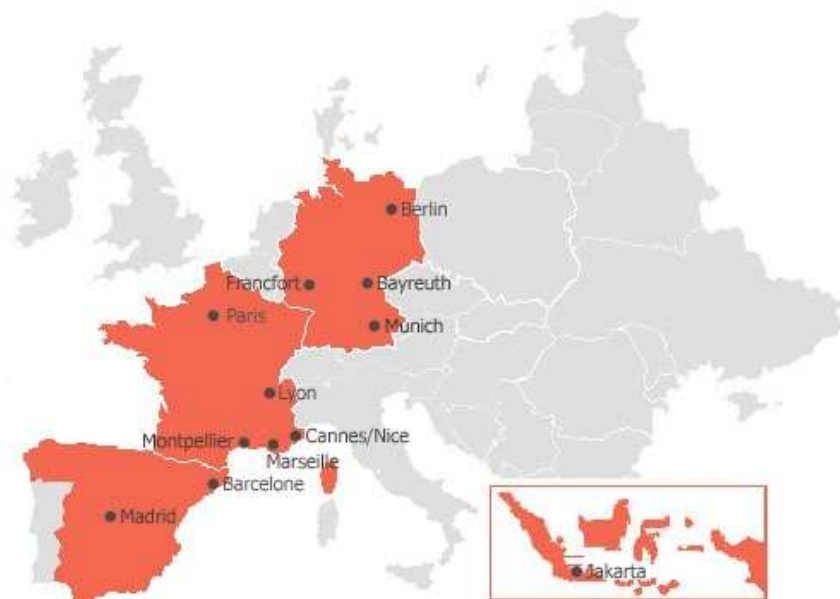 Berlin
Francfort
Bayreuth
Paris
Munich
Lyon
Montpellier
Cannes/Nice
Marseille
Barcelone
Madrid
Jakarta